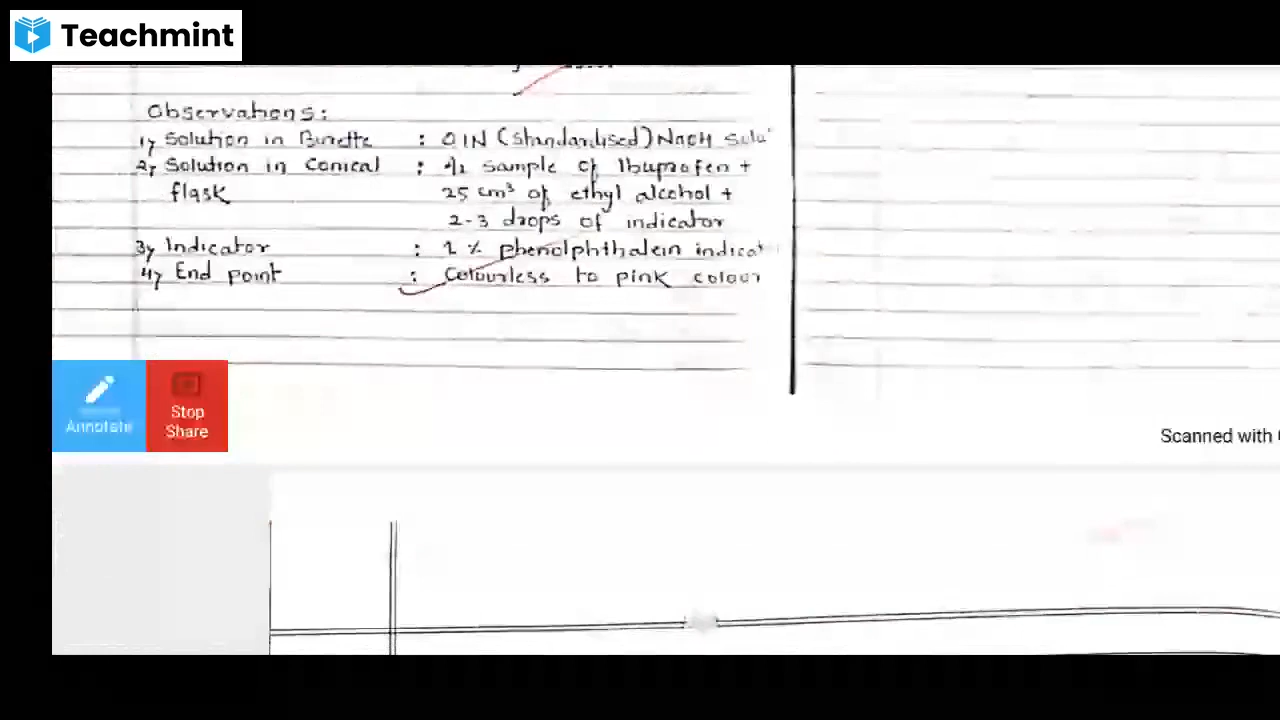 Teachmint
Observations:
1) Solution in Burette : 0.1N (Standardised) NaOH Solu
2) Solution in Conical : sample of Ibuprofen +
flask 25 cm³ of ethyl alcohol +
2-3 drops of indicator
3) Indicator : 1 % phenolphthalein indicat
4) End point : Colourless to pink colour
Annotate
Stop
Share
Scanned with